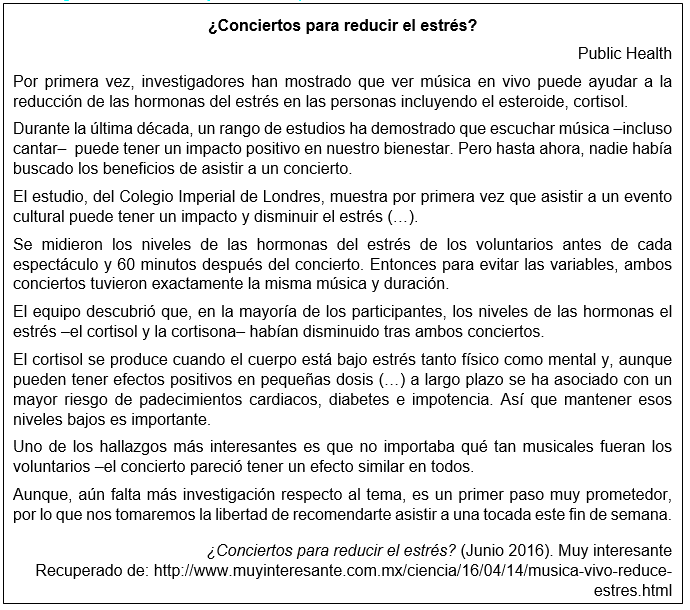 ¿Conciertos para reducir el estrés?
Public Health
Por primera vez, investigadores han mostrado que ver música en vivo puede ayudar a la
reducción de las hormonas del estrés en las personas incluyendo el esteroide, cortisol.
Durante la última década, un rango de estudios ha demostrado que escuchar música –incluso
cantar– puede tener un impacto positivo en nuestro bienestar. Pero hasta ahora, nadie había
buscado los beneficios de asistir a un concierto.
El estudio, del Colegio Imperial de Londres, muestra por primera vez que asistir a un evento
cultural puede tener un impacto y disminuir el estrés (…).
Se midieron los niveles de las hormonas del estrés de los voluntarios antes de cada
espectáculo y 60 minutos después del concierto. Entonces para evitar las variables, ambos
conciertos tuvieron exactamente la misma música y duración.
El equipo descubrió que, en la mayoría de los participantes, los niveles de las hormonas el
estrés –el cortisol y la cortisona– habían disminuido tras ambos conciertos.
El cortisol se produce cuando el cuerpo está bajo estrés tanto físico como mental y, aunque
pueden tener efectos positivos en pequeñas dosis (…) a largo plazo se ha asociado con un
mayor riesgo de padecimientos cardiacos, diabetes e impotencia. Así que mantener esos
niveles bajos es importante.
Uno de los hallazgos más interesantes es que no importaba qué tan musicales fueran los
voluntarios –el concierto pareció tener un efecto similar en todos.
Aunque, aún falta más investigación respecto al tema, es un primer paso muy prometedor,
por lo que nos tomaremos la libertad de recomendarte asistir a una tocada este fin de semana.
¿Conciertos para reducir el estrés? (Junio 2016). Muy interesante
Recuperado de: http://www.muyinteresante.com.mx/ciencia/16/04/14/musica-vivo-reduce-
estres.html